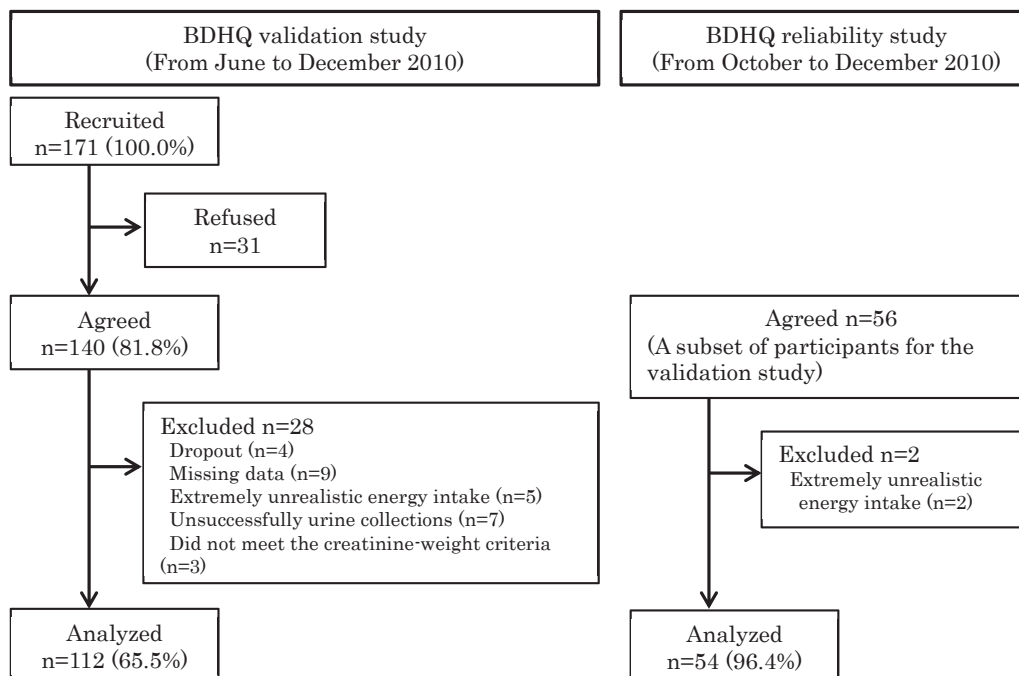 BDHQ validation study
(From June to December 2010)
Recruited
n=171 (100.0%)
Refused
n=31
Agreed
n=140 (81.8%)
Excluded n=28
Dropout (n=4)
Missing data (n=9)
Extremely unrealistic energy intake (n=5)
Unsuccessfully urine collections (n=7)
Did not meet the creatinine-weight criteria
(n=3)
Analyzed
n=112 (65.5%)
BDHQ reliability study
(From October to December 2010)
Agreed n=56
(A subset of participants for the
validation study)
Excluded n=2
Extremely unrealistic
energy intake (n=2)
Analyzed
n=54 (96.4%)